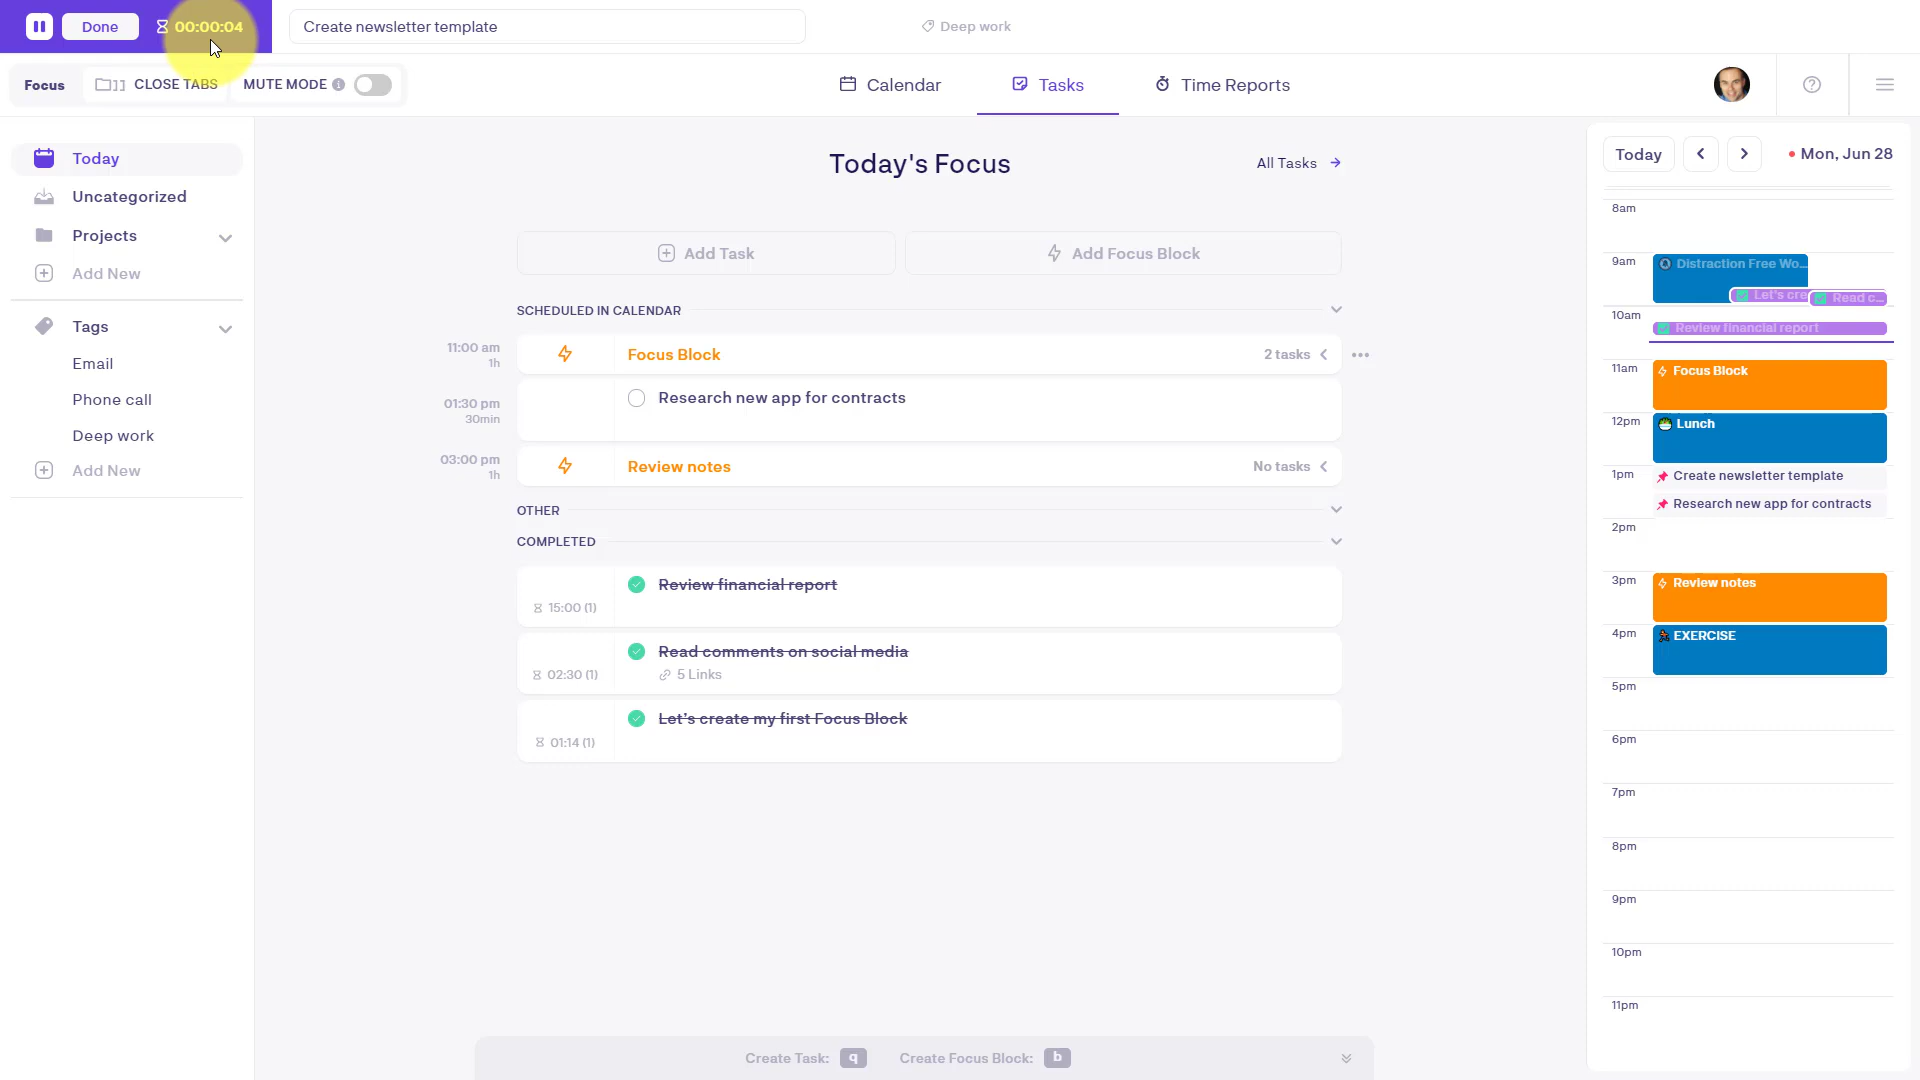 Done
00:00:04
Create newsletter template
Deep work
Focus
CLOSE TABS
MUTE MODE
Calendar
Tasks
Time Reports
Today
Uncategorized
Projects
Add New
Tags
Email
Phone call
Deep work
Add New
Today's Focus
All Tasks
Add Task
Add Focus Block
SCHEDULED IN CALENDAR
11:00 am
1h
Focus Block
2 tasks
01:30 pm
30min
Research new app for contracts
03:00 pm
1h
Review notes
No tasks
OTHER
COMPLETED
Review financial report
15:00 (1)
Read comments on social media
02:30 (1)
5 Links
Let's create my first Focus Block
01:14 (1)
Create Task: q
Create Focus Block: b
Today
Mon, Jun 28
8am
9am
Distraction Free Wo...
Let's cre
Read c...
10am
Review financial report
11am
Focus Block
12pm
Lunch
1pm
Create newsletter template
Research new app for contracts
2pm
3pm
Review notes
4pm
EXERCISE
5pm
6pm
7pm
8pm
9pm
10pm
11pm